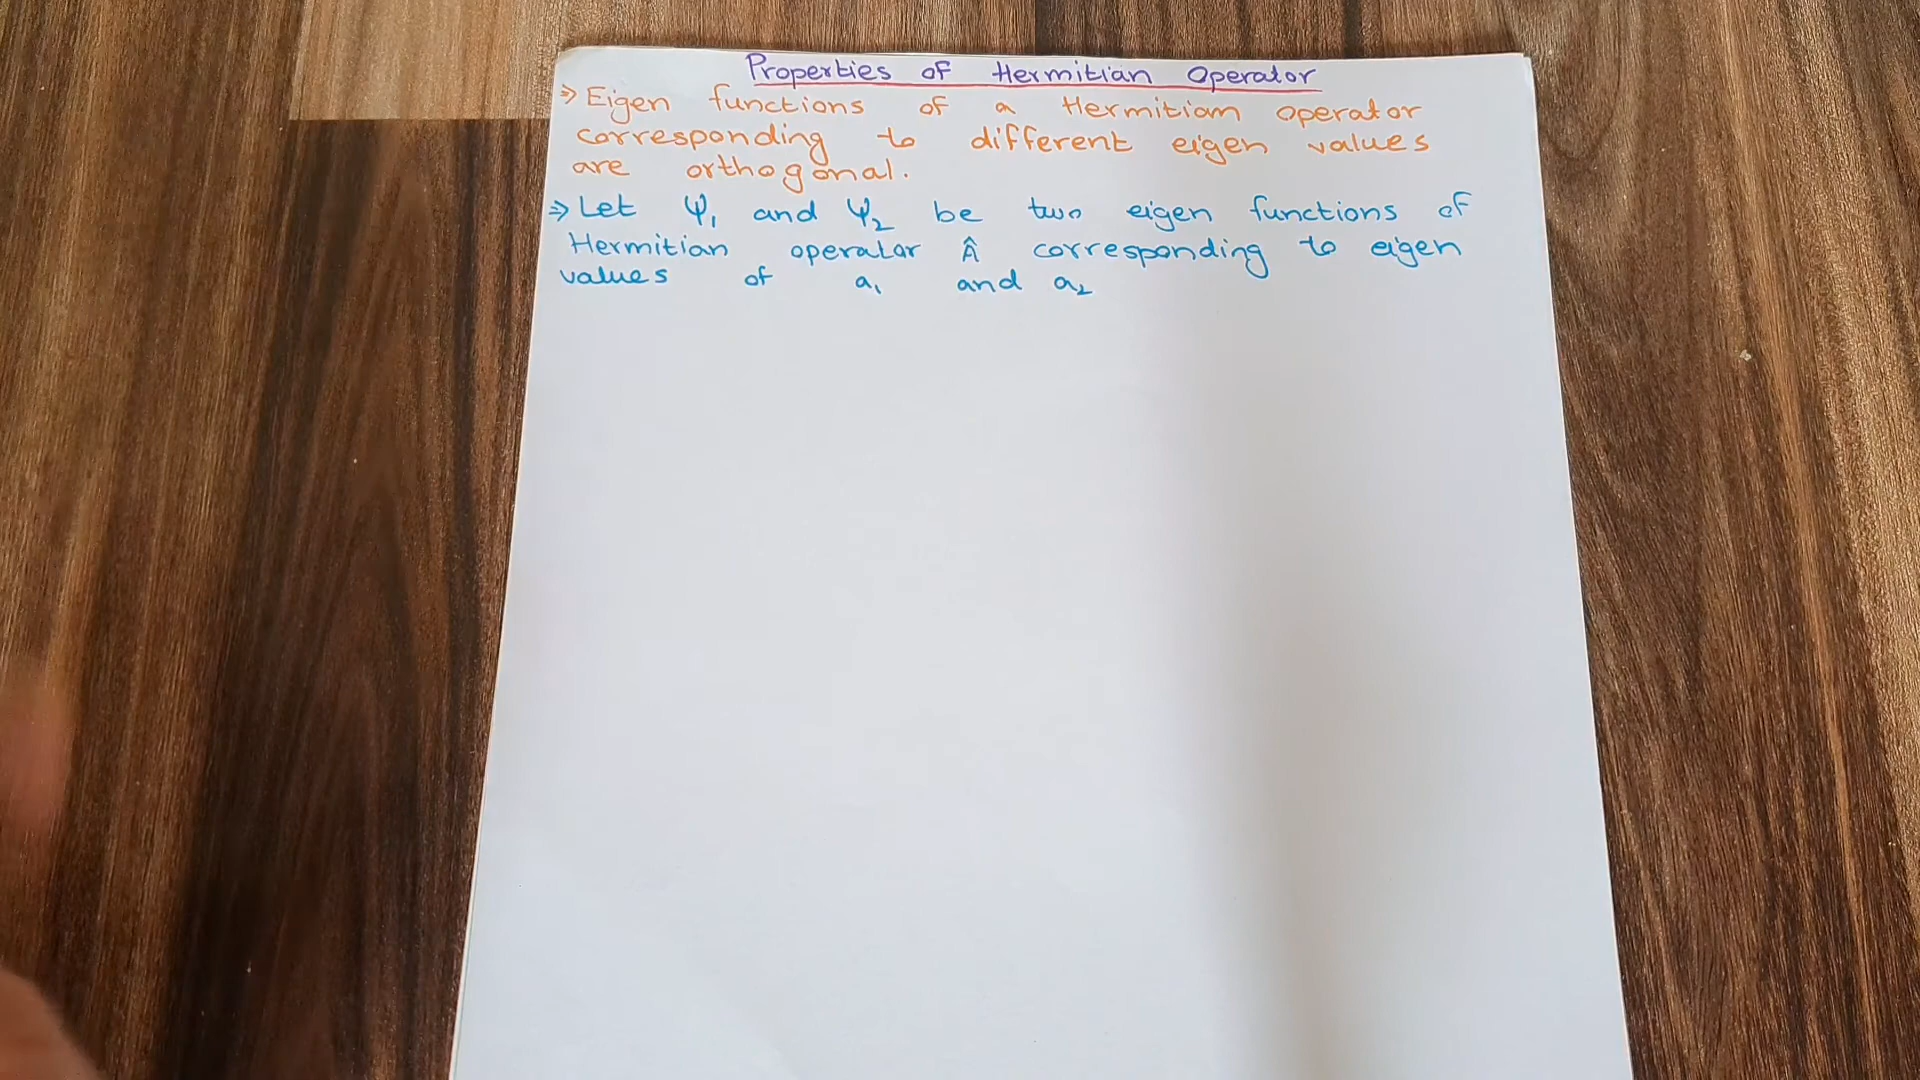 Properties of Hermitian Operator
⇒ Eigen functions of a Hermitian operator
corresponding to different eigen values
are orthogonal.
⇒ Let Ψ₁ and Ψ₂ be two eigen functions of
Hermitian operator Â corresponding to eigen
values of a₁ and a₂